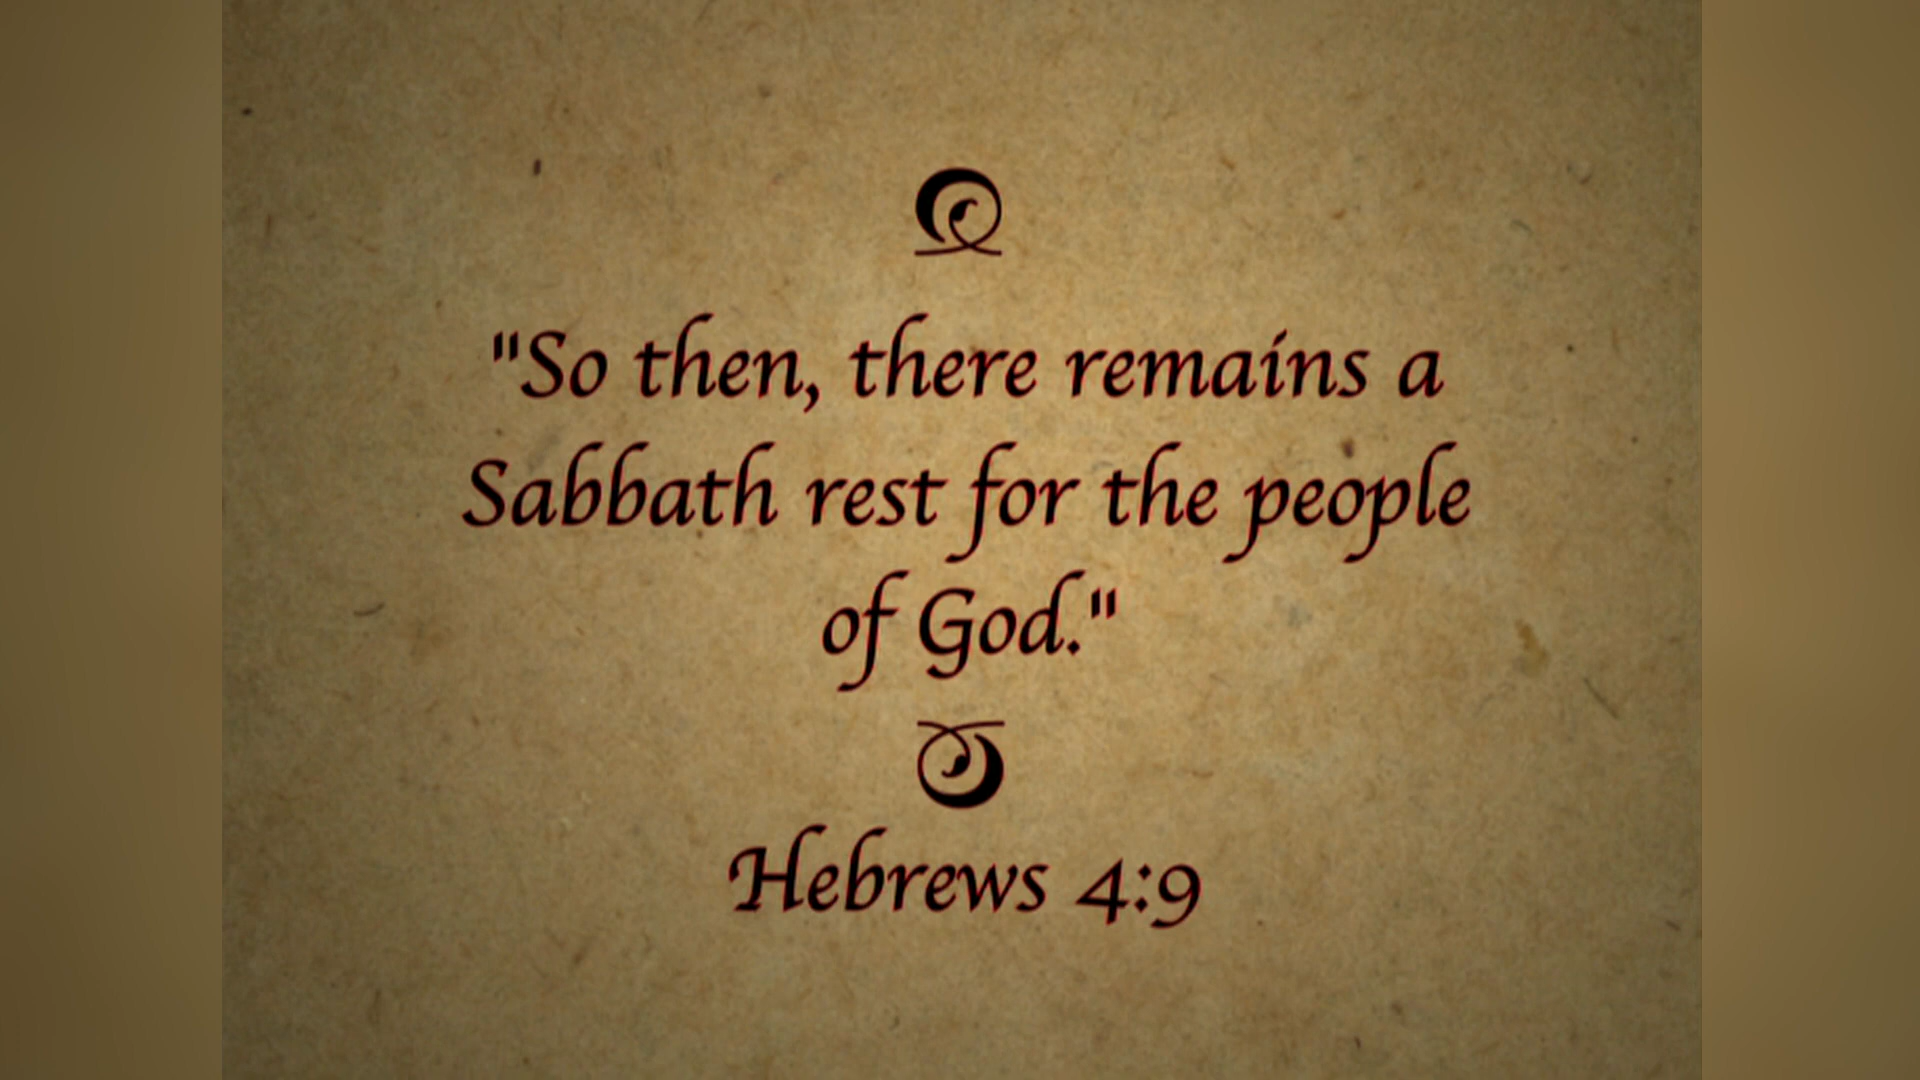 "So then, there remains a
Sabbath rest for the people
of God."
Hebrews 4:9